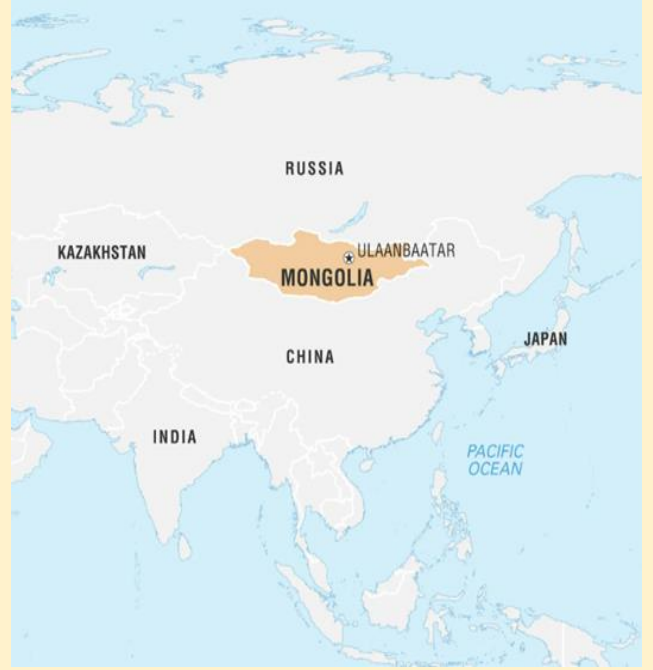 RUSSIA
KAZAKHSTAN
ULAANBAATAR
MONGOLIA
JAPAN
CHINA
INDIA
PACIFIC
OCEAN